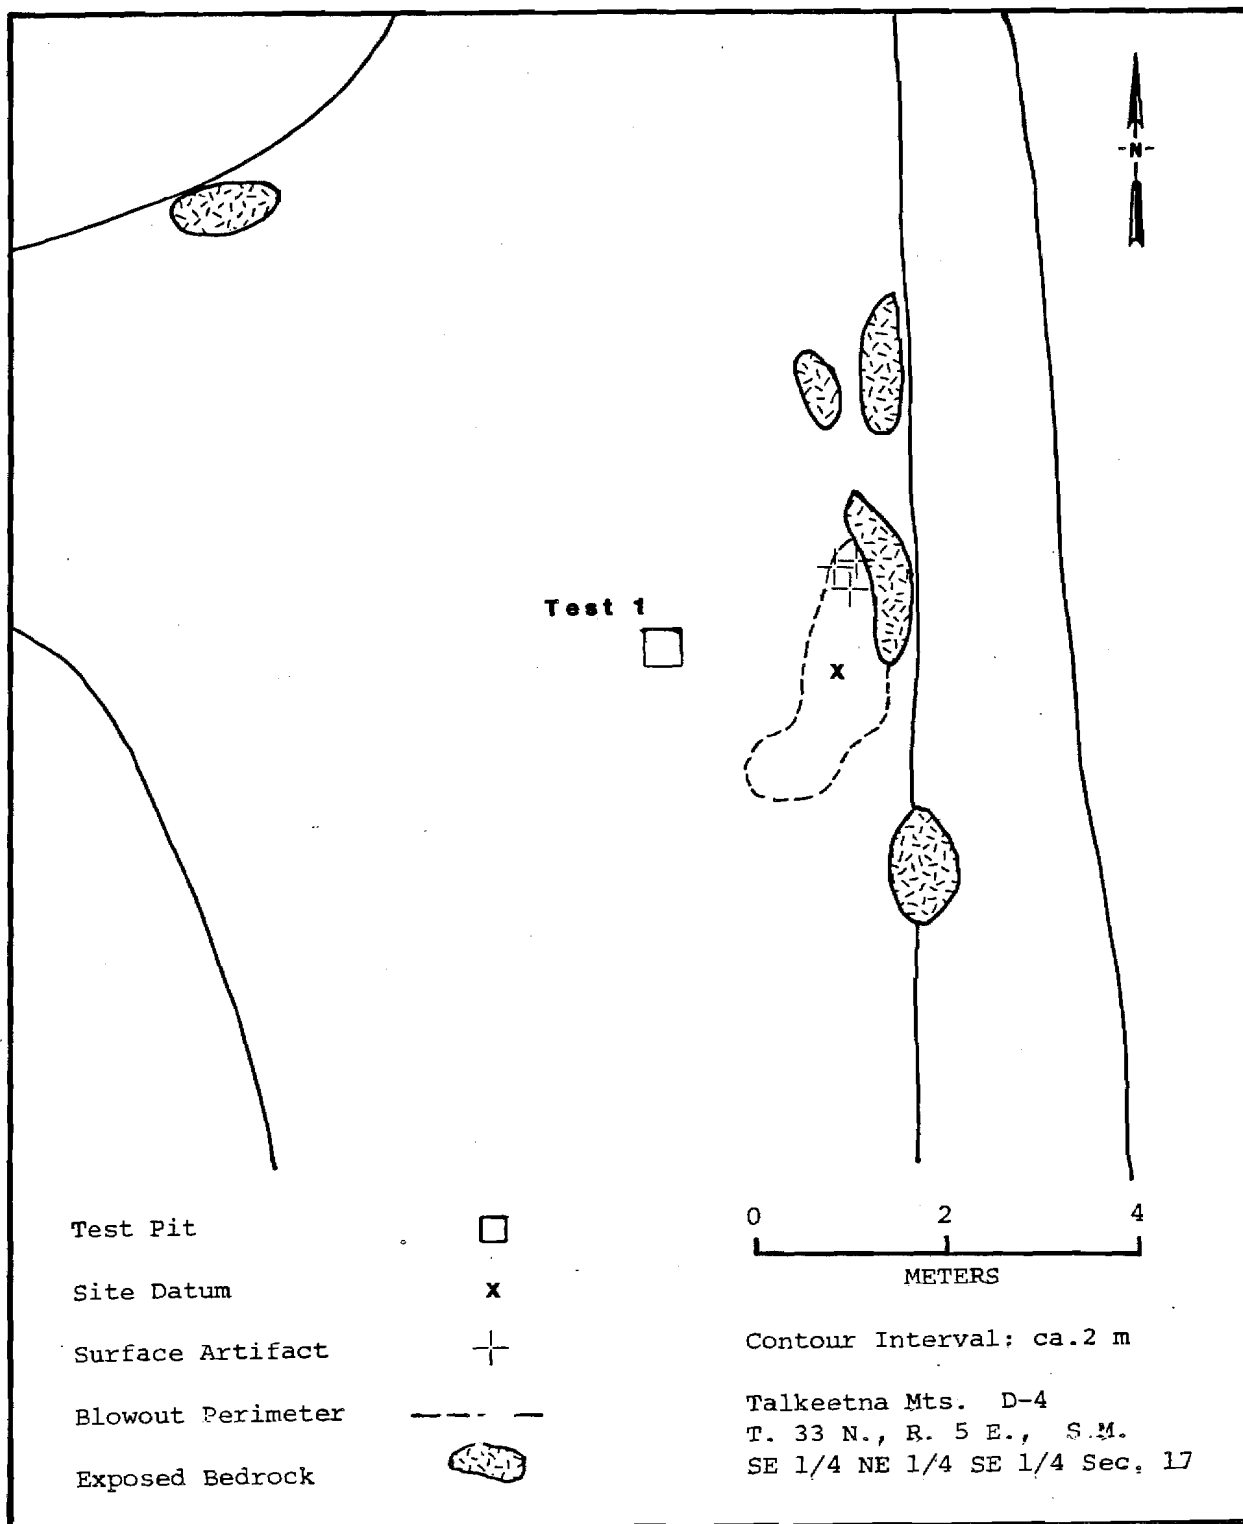 -N-
Test 1
x
Test Pit
Site Datum x
Surface Artifact
Blowout Perimeter
Exposed Bedrock
0 2 4
METERS
Contour Interval: ca.2 m
Talkeetna Mts. D-4
T. 33 N., R. 5 E., S.M.
SE 1/4 NE 1/4 SE 1/4 Sec. 17